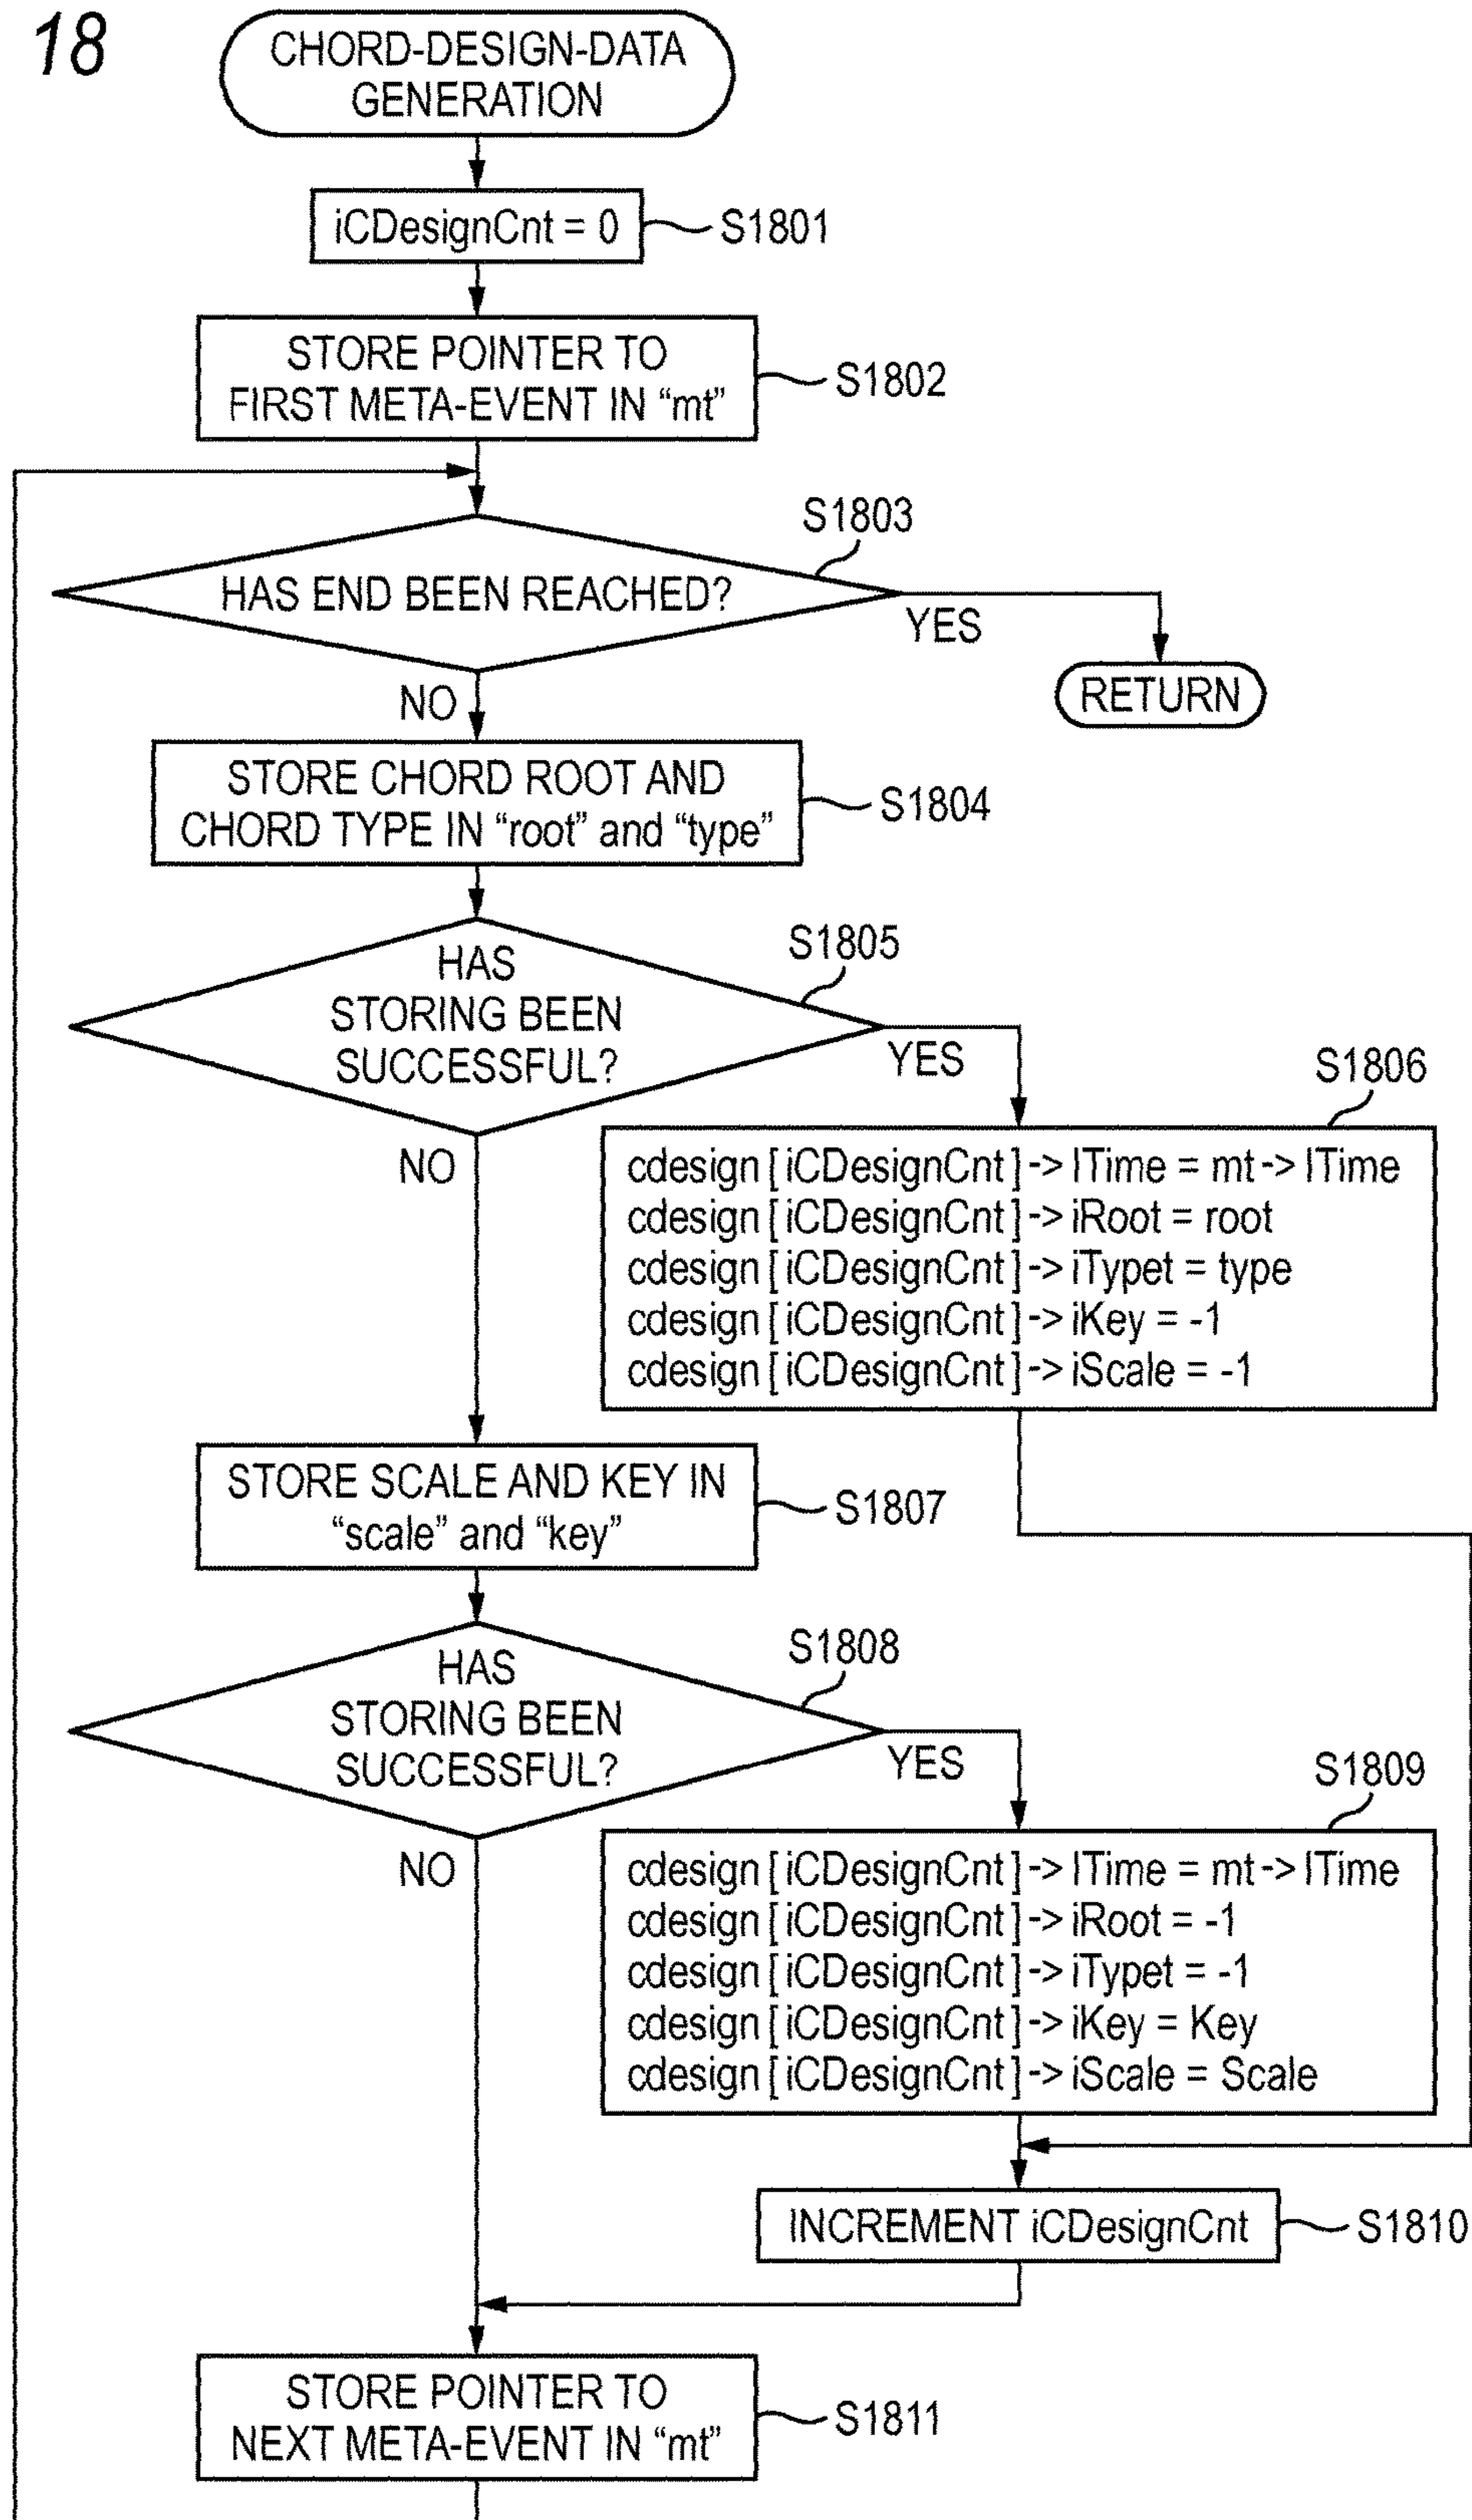 18
CHORD-DESIGN-DATA
GENERATION
iCDesignCnt = 0
S1801
STORE POINTER TO
FIRST META-EVENT IN “mt”
S1802
S1803
HAS END BEEN REACHED?
YES
RETURN
NO
STORE CHORD ROOT AND
CHORD TYPE IN “root” and “type”
S1804
S1805
HAS
STORING BEEN
SUCCESSFUL?
YES
NO
S1806
cdesign [iCDesignCnt] -> lTime = mt -> lTime
cdesign [iCDesignCnt] -> iRoot = root
cdesign [iCDesignCnt] -> iTypet = type
cdesign [iCDesignCnt] -> iKey = -1
cdesign [iCDesignCnt] -> iScale = -1
STORE SCALE AND KEY IN
“scale” and “key”
S1807
S1808
HAS
STORING BEEN
SUCCESSFUL?
YES
NO
S1809
cdesign [iCDesignCnt] -> lTime = mt -> lTime
cdesign [iCDesignCnt] -> iRoot = -1
cdesign [iCDesignCnt] -> iTypet = -1
cdesign [iCDesignCnt] -> iKey = Key
cdesign [iCDesignCnt] -> iScale = Scale
INCREMENT iCDesignCnt
S1810
STORE POINTER TO
NEXT META-EVENT IN “mt”
S1811